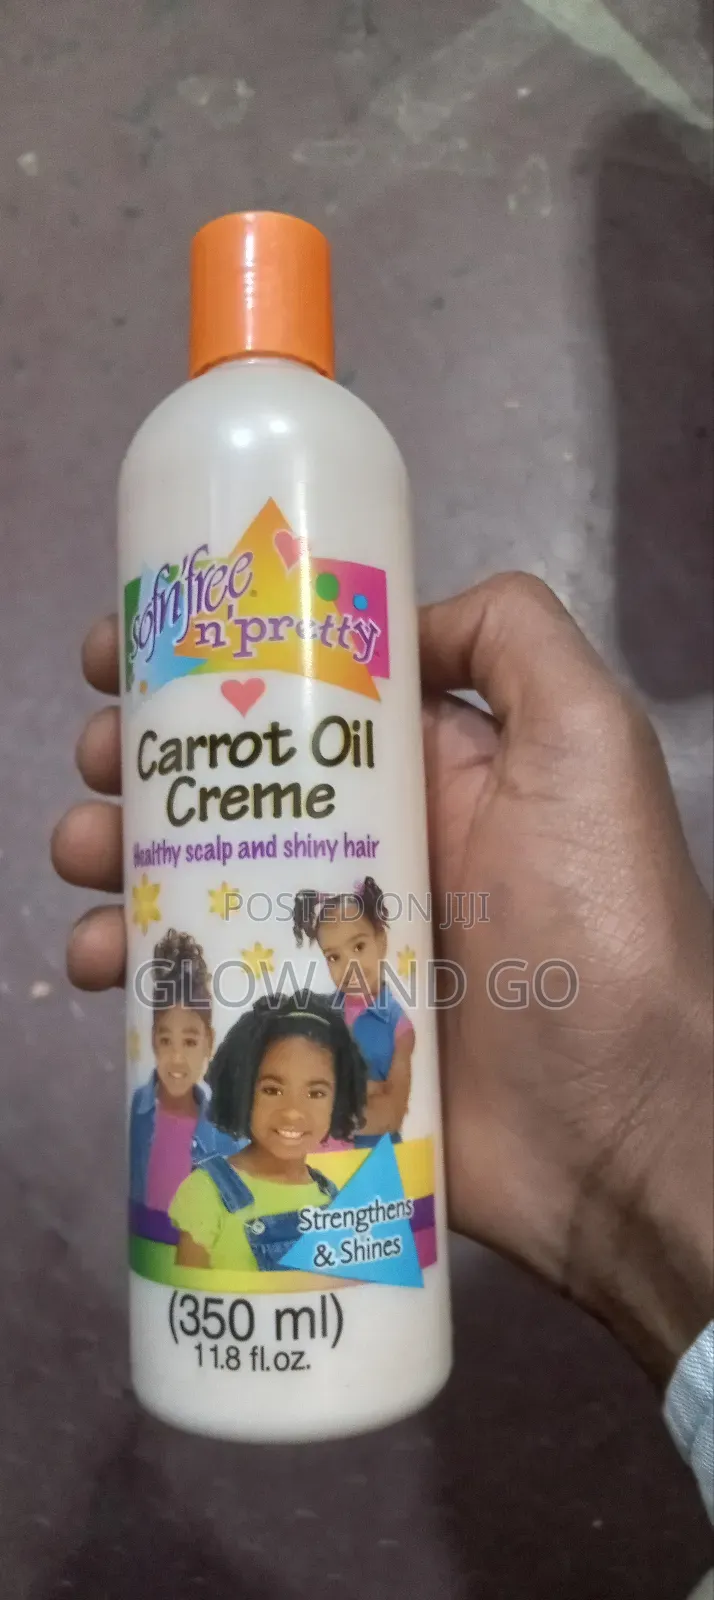 sofn'free
n'pretty
Carrot Oil
Creme
Healthy scalp and shiny hair
POSTED ON JIJI
GLOW AND GO
Strengthens
& Shines
(350 ml)
11.8 fl.oz.